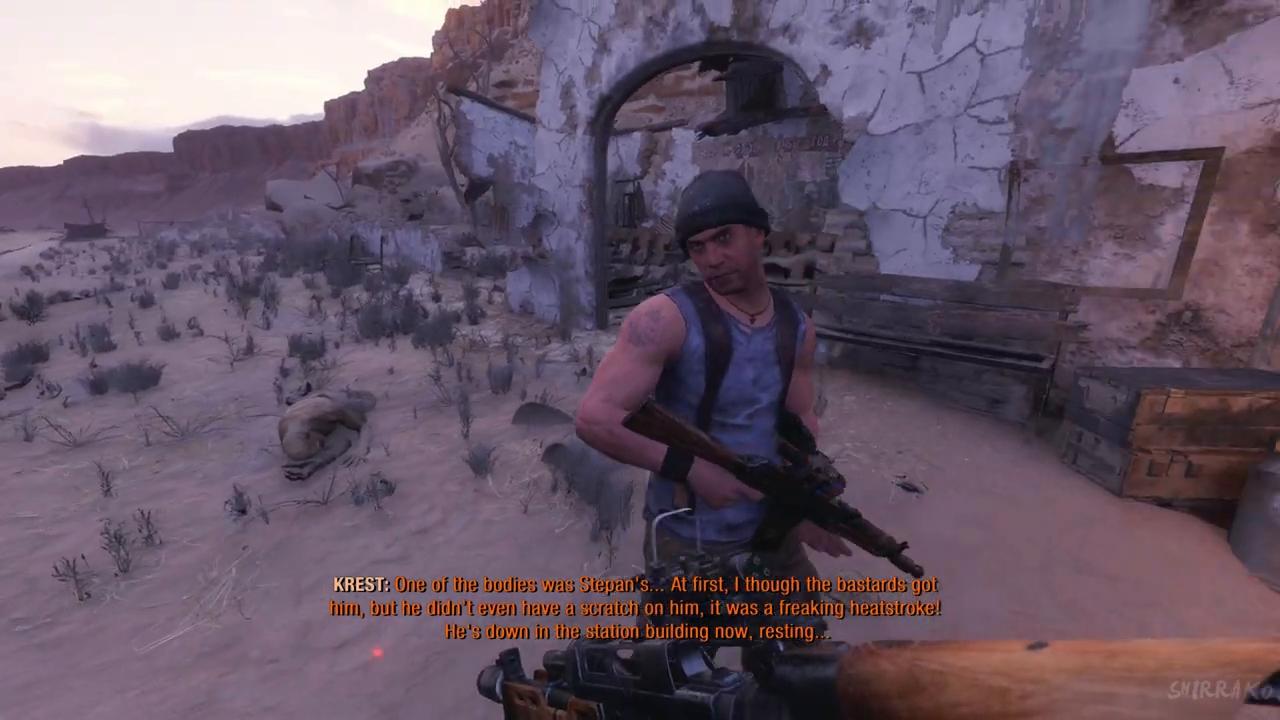 KREST: One of the bodies was Stepan's... At first, I though the bastards got
him, but he didn't even have a scratch on him, it was a freaking heatstroke!
He's down in the station building now, resting...
SHIRRAKO